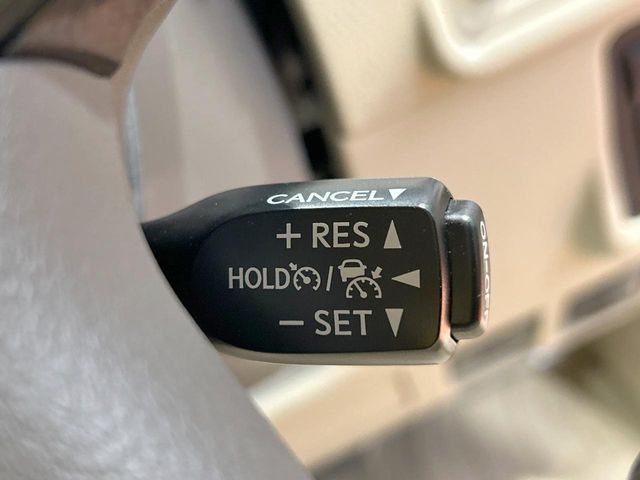 CANCEL▼
+ RES ▲
HOLD / ◀
− SET ▼
ON-OFF